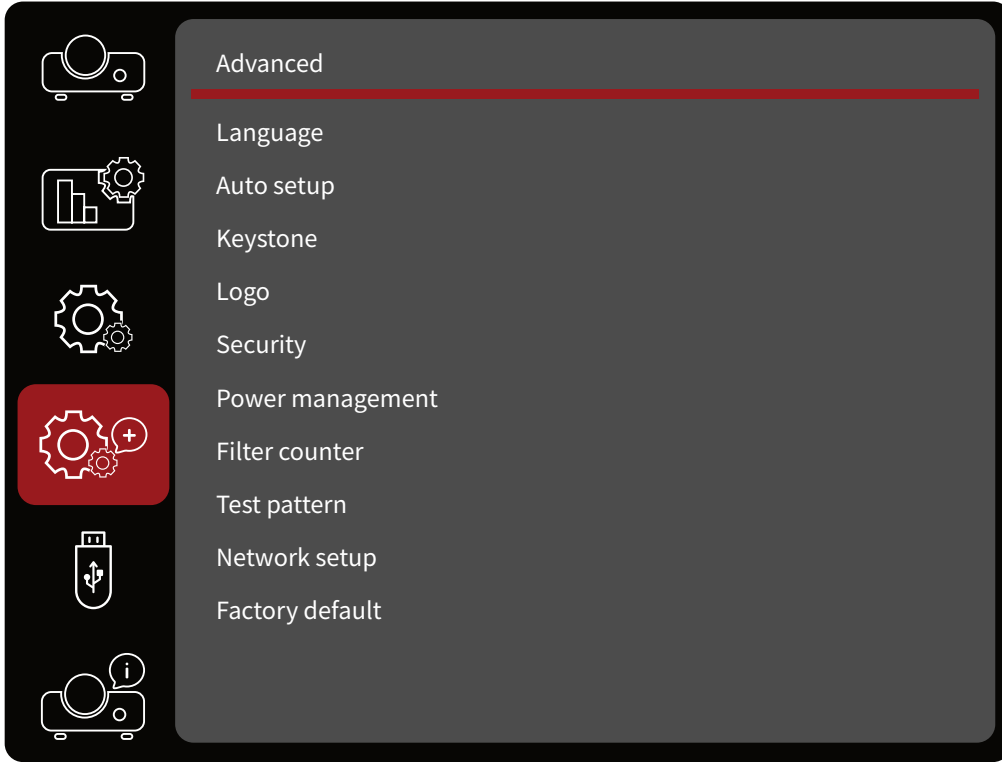 Advanced
Language
Auto setup
Keystone
Logo
Security
Power management
Filter counter
Test pattern
Network setup
Factory default